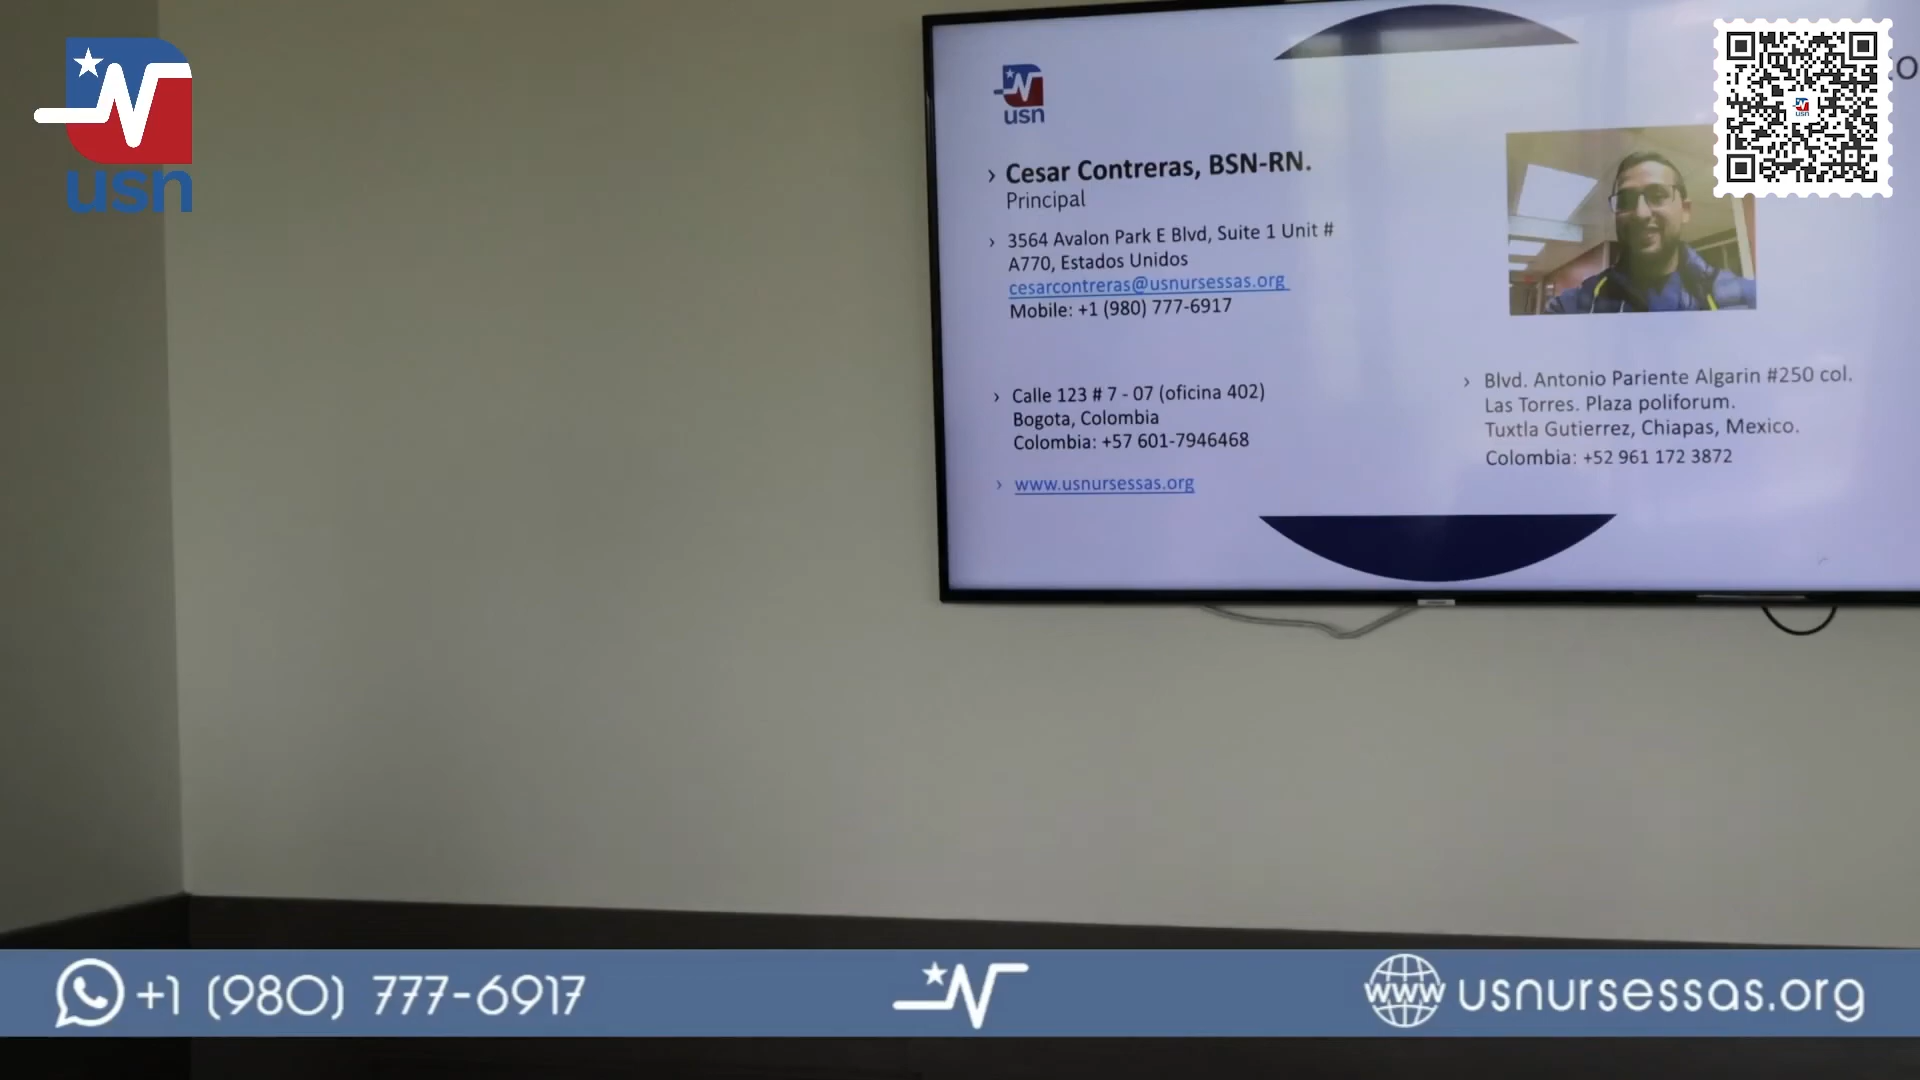 usn
usn
Cesar Contreras, BSN-RN.
Principal
3564 Avalon Park E Blvd, Suite 1 Unit #
A770, Estados Unidos
cesarcontreras@usnursessas.org
Mobile: +1 (980) 777-6917
Calle 123 # 7 - 07 (oficina 402)
Bogota, Colombia
Colombia: +57 601-7946468
www.usnursessas.org
Blvd. Antonio Pariente Algarin #250 col.
Las Torres. Plaza poliforum.
Tuxtla Gutierrez, Chiapas, Mexico.
Colombia: +52 961 172 3872
+1 (980) 777-6917
www usnursessas.org